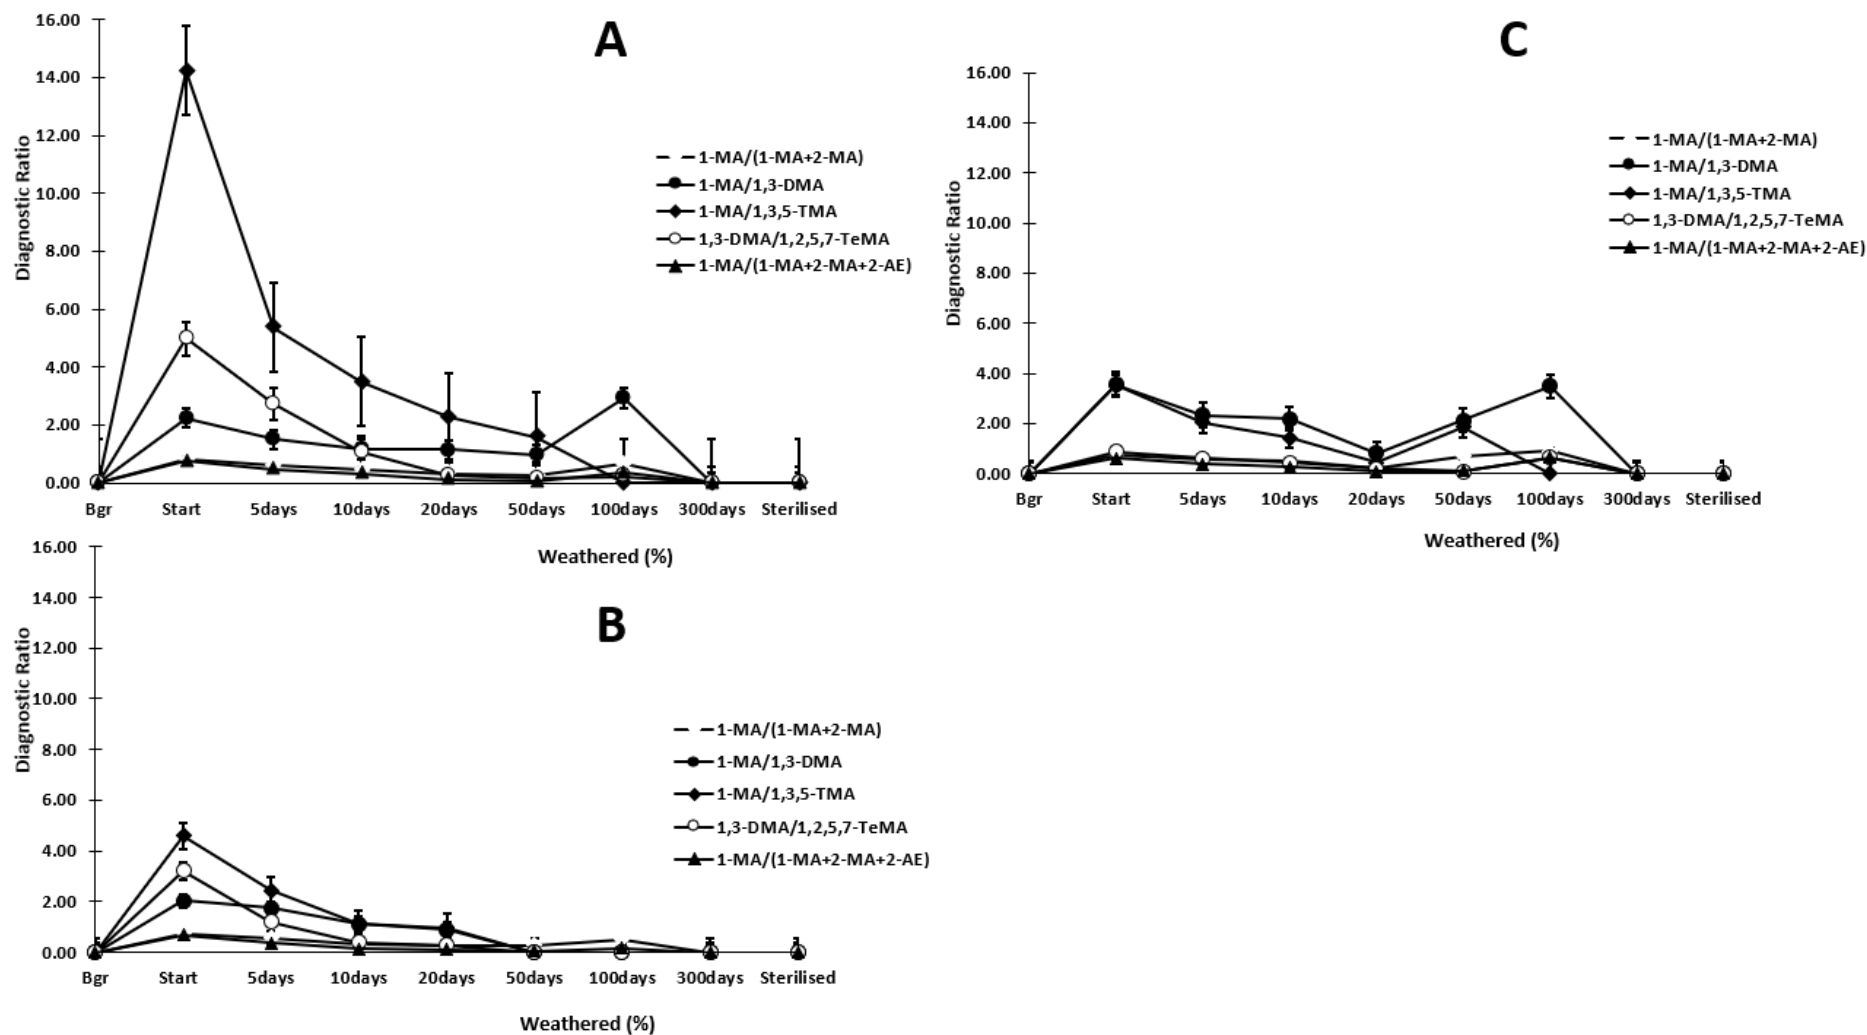 A
16.00
14.00
12.00
10.00
8.00
6.00
4.00
2.00
0.00
Diagnostic Ratio
1-MA/(1-MA+2-MA)
1-MA/1,3-DMA
1-MA/1,3,5-TMA
1,3-DMA/1,2,5,7-TeMA
1-MA/(1-MA+2-MA+2-AE)
Bgr Start 5days 10days 20days 50days 100days 300days Sterilised
Weathered (%)
B
16.00
14.00
12.00
10.00
8.00
6.00
4.00
2.00
0.00
Diagnostic Ratio
1-MA/(1-MA+2-MA)
1-MA/1,3-DMA
1-MA/1,3,5-TMA
1,3-DMA/1,2,5,7-TeMA
1-MA/(1-MA+2-MA+2-AE)
Bgr Start 5days 10days 20days 50days 100days 300days Sterilised
Weathered (%)
C
16.00
14.00
12.00
10.00
8.00
6.00
4.00
2.00
0.00
Diagnostic Ratio
1-MA/(1-MA+2-MA)
1-MA/1,3-DMA
1-MA/1,3,5-TMA
1,3-DMA/1,2,5,7-TeMA
1-MA/(1-MA+2-MA+2-AE)
Bgr Start 5days 10days 20days 50days 100days 300days Sterilised
Weathered (%)